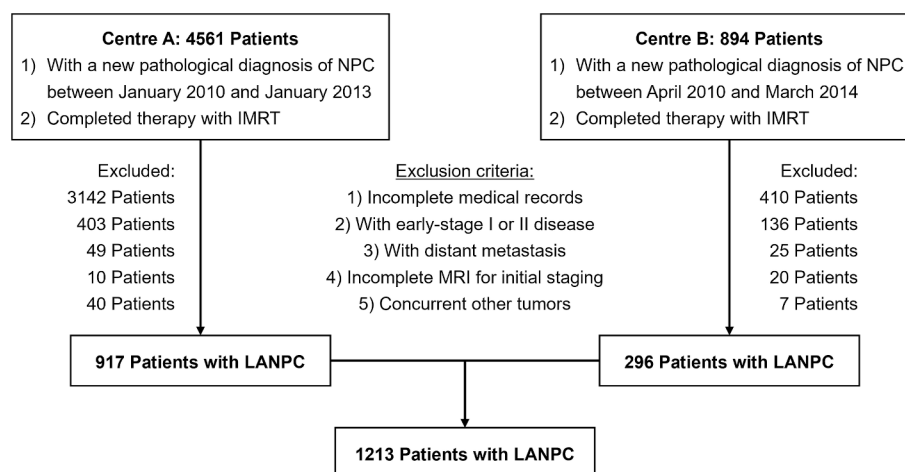 Centre A: 4561 Patients
1) With a new pathological diagnosis of NPC
between January 2010 and January 2013
2) Completed therapy with IMRT
Centre B: 894 Patients
1) With a new pathological diagnosis of NPC
between April 2010 and March 2014
2) Completed therapy with IMRT
Excluded:
3142 Patients
403 Patients
49 Patients
10 Patients
40 Patients
Exclusion criteria:
1) Incomplete medical records
2) With early-stage I or II disease
3) With distant metastasis
4) Incomplete MRI for initial staging
5) Concurrent other tumors
Excluded:
410 Patients
136 Patients
25 Patients
20 Patients
7 Patients
917 Patients with LANPC
296 Patients with LANPC
1213 Patients with LANPC